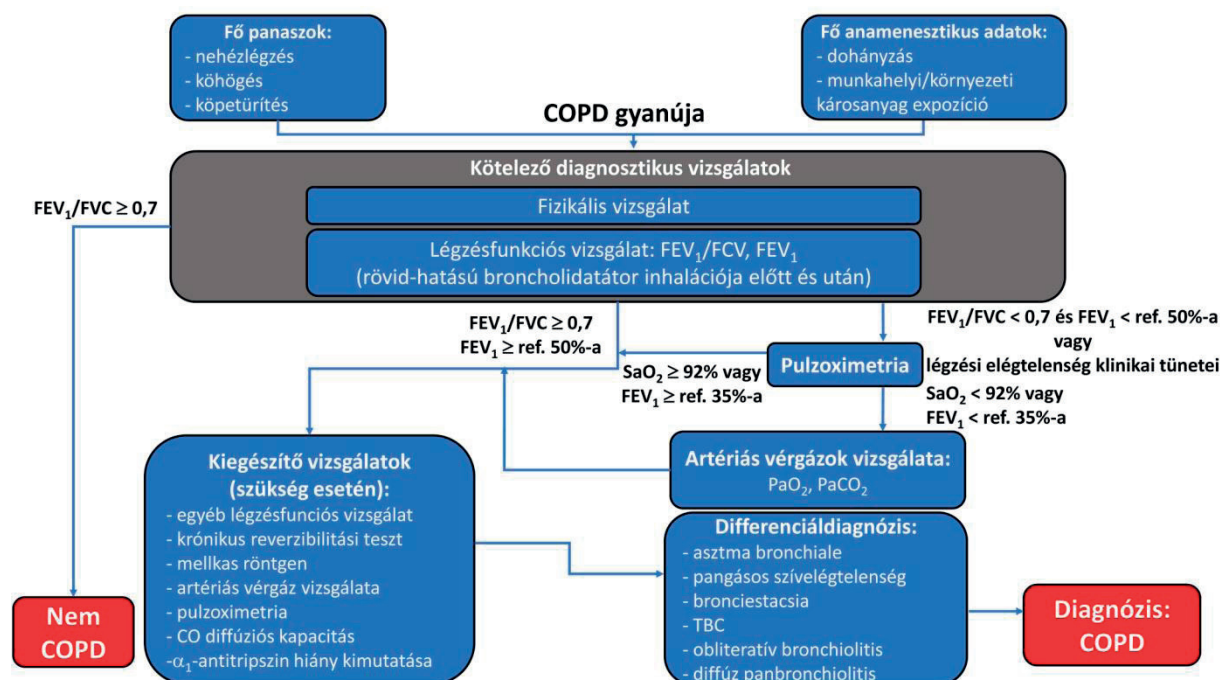 Fő panaszok:
- nehézlégzés
- köhögés
- köpetürítés
Fő anamenesztikus adatok:
- dohányzás
- munkahelyi/környezeti
károsanyag expozíció
COPD gyanúja
Kötelező diagnosztikus vizsgálatok
Fizikális vizsgálat
Légzésfunkciós vizsgálat: FEV₁/FCV, FEV₁
(rövid-hatású broncholidatátor inhalációja előtt és után)
FEV₁/FVC ≥ 0,7
FEV₁/FVC ≥ 0,7
FEV₁ ≥ ref. 50%-a
FEV₁/FVC < 0,7 és FEV₁ < ref. 50%-a
vagy
légzési elégtelenség klinikai tünetei
Pulzoximetria
SaO₂ ≥ 92% vagy
FEV₁ ≥ ref. 35%-a
SaO₂ < 92% vagy
FEV₁ < ref. 35%-a
Artériás vérgázok vizsgálata:
PaO₂, PaCO₂
Kiegészítő vizsgálatok
(szükség esetén):
- egyéb légzésfunciós vizsgálat
- krónikus reverzibilitási teszt
- mellkas röntgen
- artériás vérgáz vizsgálata
- pulzoximetria
- CO diffúziós kapacitás
-α₁-antitripszin hiány kimutatása
Differenciáldiagnózis:
- asztma bronchiale
- pangásos szívelégtelenség
- bronciestacsia
- TBC
- obliteratív bronchiolitis
- diffúz panbronchiolitis
Nem
COPD
Diagnózis:
COPD